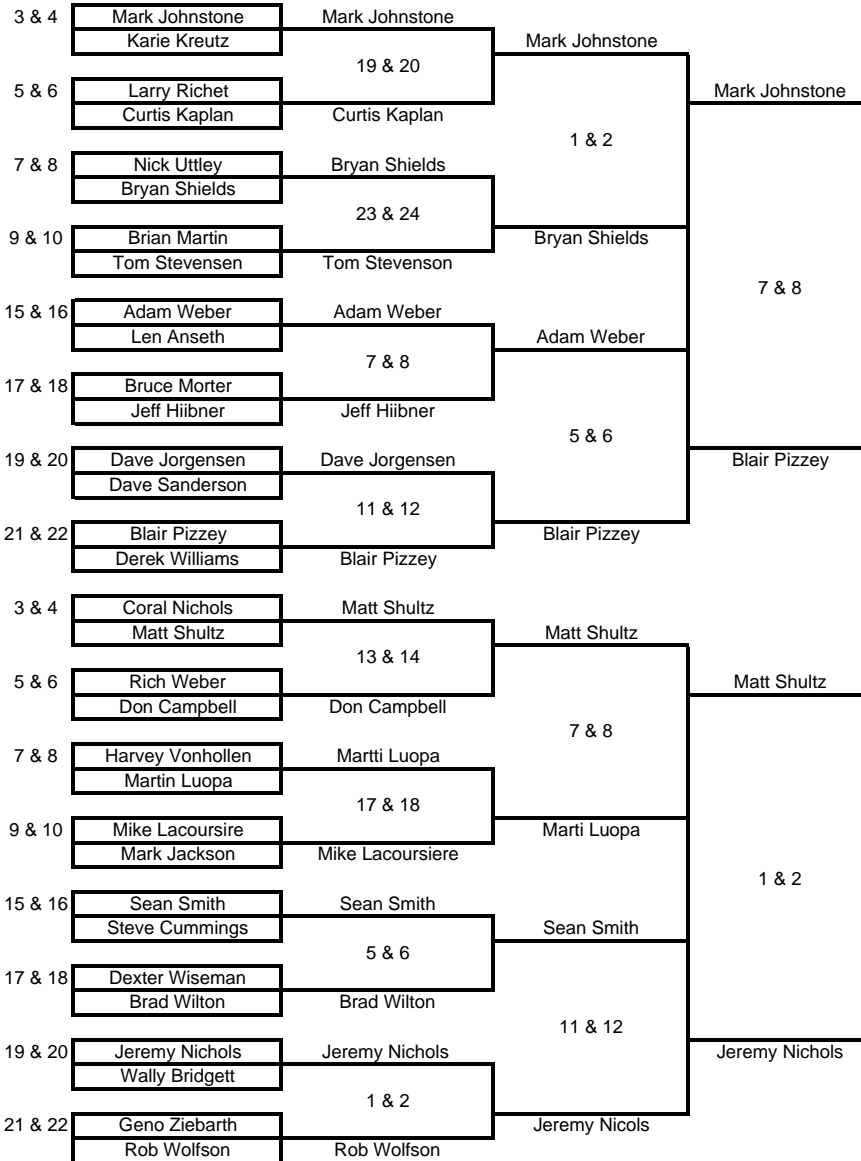 3 & 4 Mark Johnstone Mark Johnstone
Karie Kreutz Mark Johnstone
19 & 20
5 & 6 Larry Richet Mark Johnstone
Curtis Kaplan Curtis Kaplan
1 & 2
7 & 8 Nick Uttley Bryan Shields
Bryan Shields
23 & 24
9 & 10 Brian Martin Bryan Shields
Tom Stevensen Tom Stevenson
7 & 8
15 & 16 Adam Weber Adam Weber
Len Anseth Adam Weber
7 & 8
17 & 18 Bruce Morter
Jeff Hiibner Jeff Hiibner
5 & 6
19 & 20 Dave Jorgensen Dave Jorgensen Blair Pizzey
Dave Sanderson
11 & 12
21 & 22 Blair Pizzey Blair Pizzey
Derek Williams Blair Pizzey
3 & 4 Coral Nichols Matt Shultz
Matt Shultz Matt Shultz
13 & 14
5 & 6 Rich Weber Matt Shultz
Don Campbell Don Campbell
7 & 8
7 & 8 Harvey Vonhollen Martti Luopa
Martin Luopa
17 & 18
9 & 10 Mike Lacoursire Marti Luopa
Mark Jackson Mike Lacoursiere
1 & 2
15 & 16 Sean Smith Sean Smith
Steve Cummings Sean Smith
5 & 6
17 & 18 Dexter Wiseman
Brad Wilton Brad Wilton
11 & 12
19 & 20 Jeremy Nichols Jeremy Nichols Jeremy Nichols
Wally Bridgett
1 & 2
21 & 22 Geno Ziebarth Jeremy Nicols
Rob Wolfson Rob Wolfson